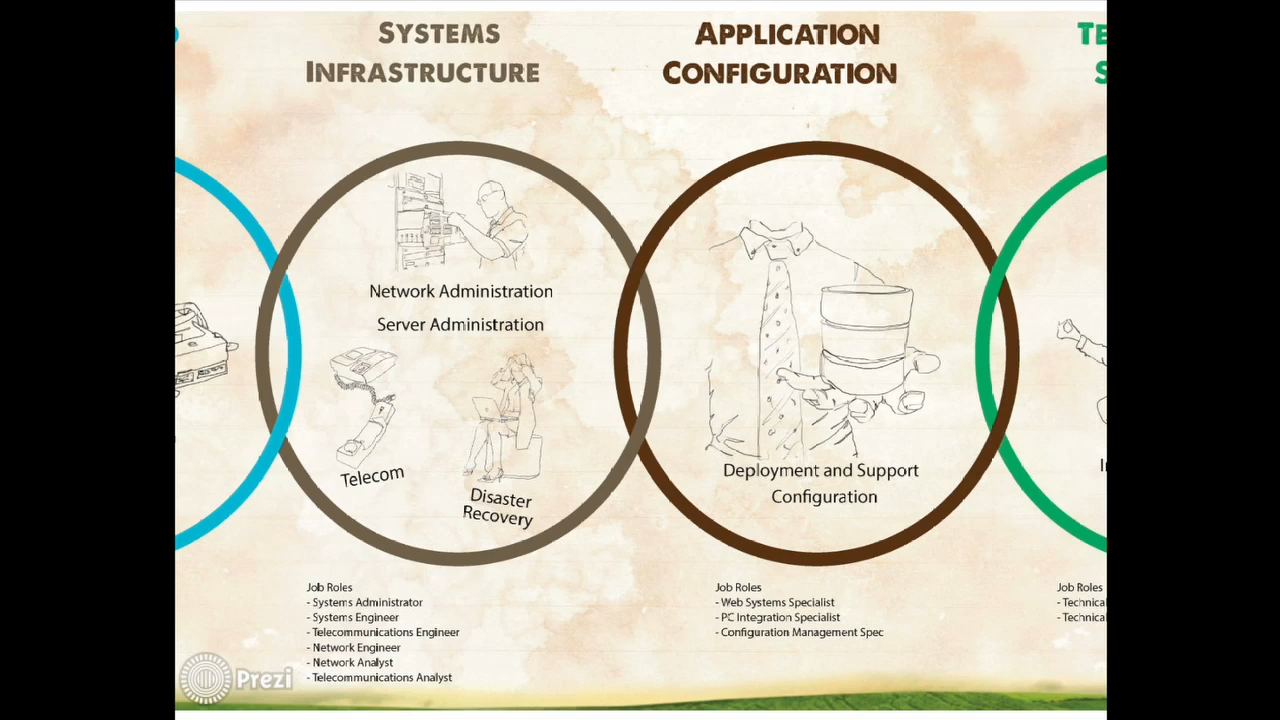 SYSTEMS
INFRASTRUCTURE
Network Administration
Server Administration
Telecom
Disaster
Recovery
Job Roles
- Systems Administrator
- Systems Engineer
- Telecommunications Engineer
- Network Engineer
- Network Analyst
- Telecommunications Analyst
APPLICATION
CONFIGURATION
Deployment and Support
Configuration
Job Roles
- Web Systems Specialist
- PC Integration Specialist
- Configuration Management Spec
Job Roles
- Technical
- Technical
Prezi